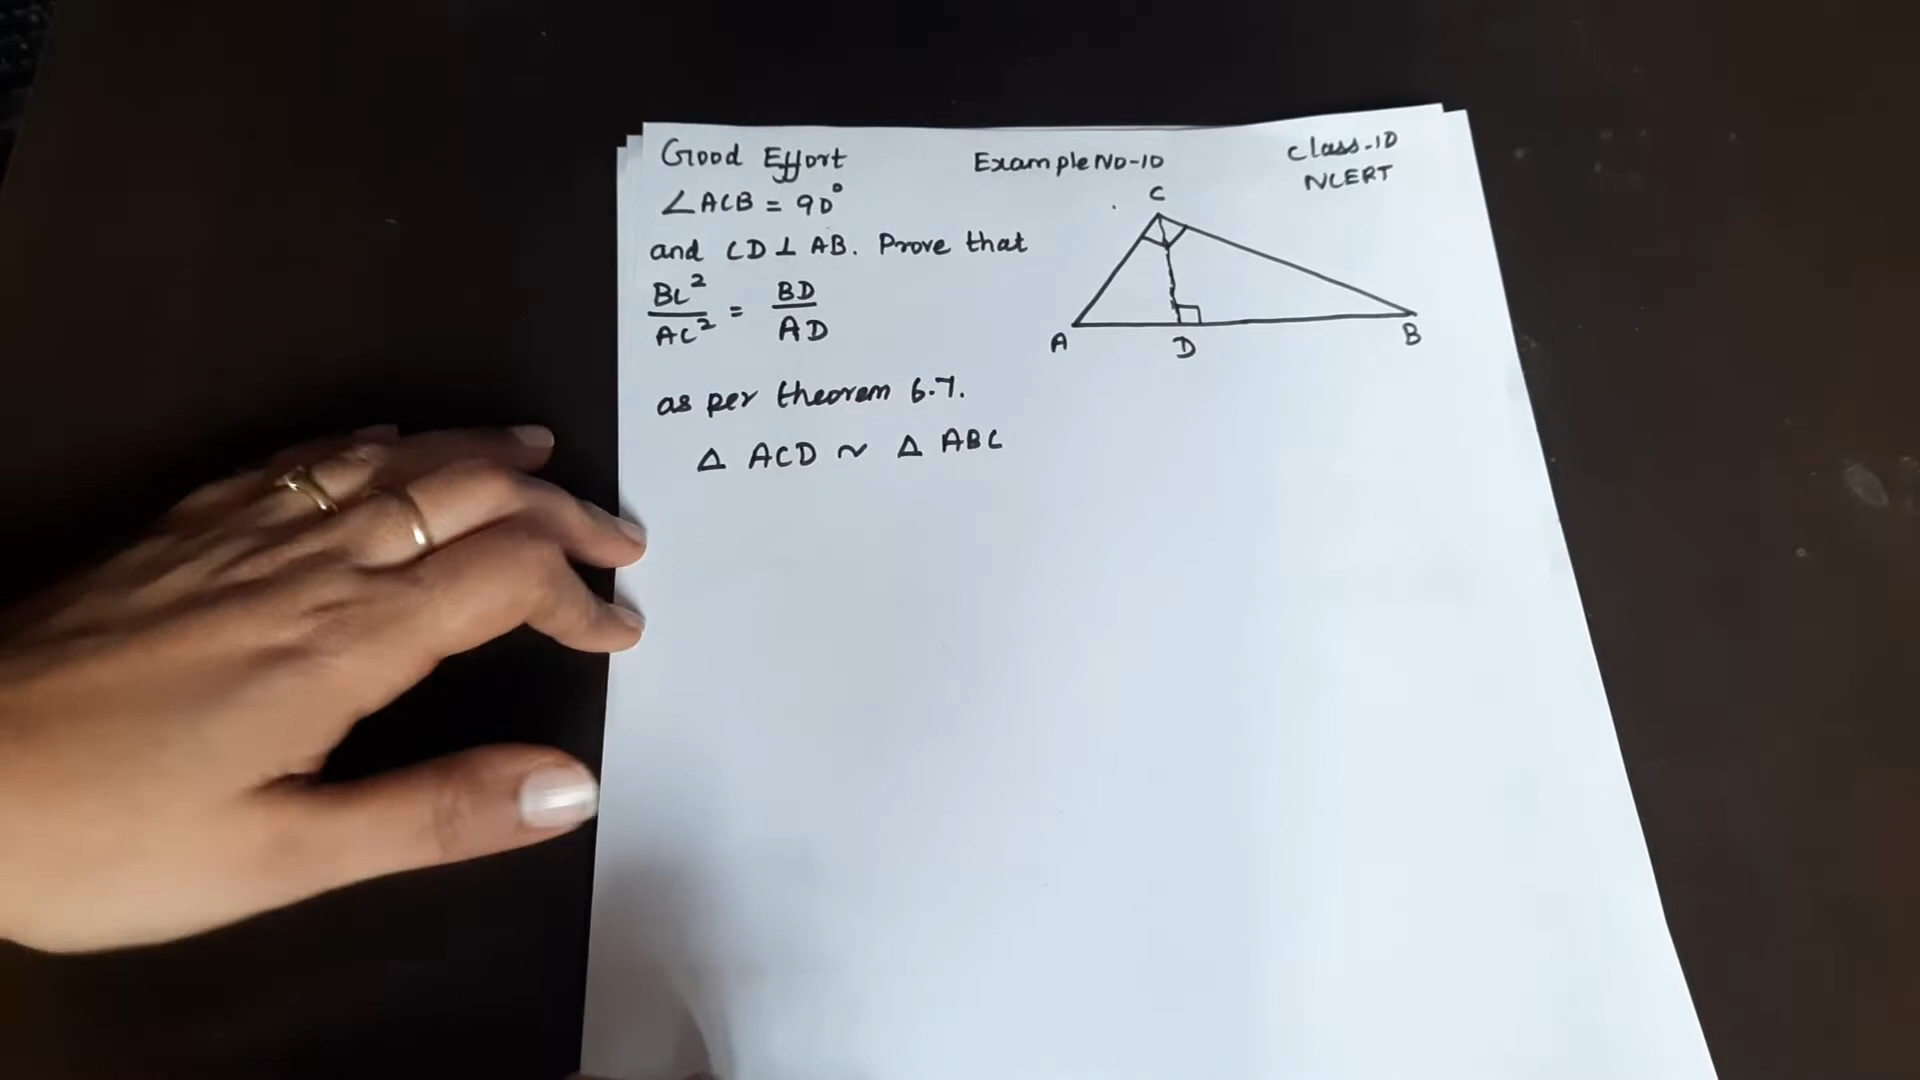 Good Effort
Example No-10
Class-10
NCERT
∠ACB = 90°
and CD ⊥ AB. Prove that
BC² / AC² = BD / AD
C
A
D
B
as per theorem 6.7.
△ ACD ~ △ ABC